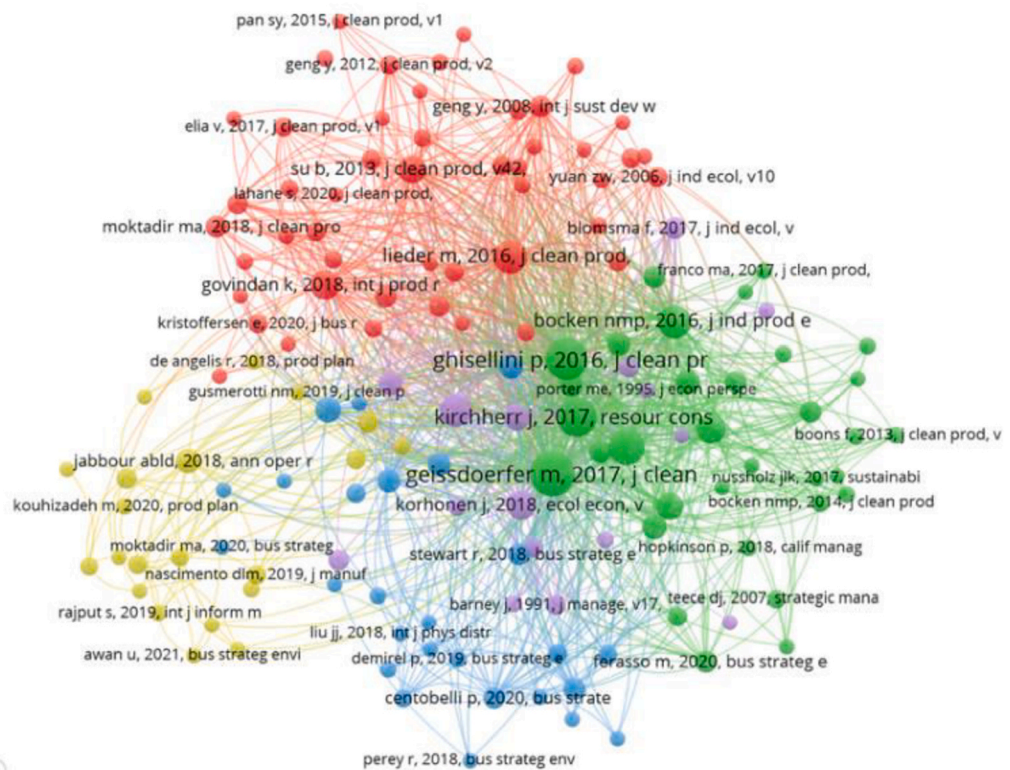 pan sy, 2015, j clean prod, v1
geng y, 2012, j clean prod, v2
geng y, 2008, int j sust dev w
elia v, 2017, j clean prod, v1
su b, 2013, j clean prod, v42,
yuan zw, 2006, j ind ecol, v10
lahane s, 2020, j clean prod,
moktadir ma, 2018, j clean pro
blomsma f, 2017, j ind ecol, v
lieder m, 2016, j clean prod,
franco ma, 2017, j clean prod,
govindan k, 2018, int j prod r
kristoffersen e, 2020, j bus r
bocken nmp, 2016, j ind prod e
de angelis r, 2018, prod plan
ghisellini p, 2016, j clean pr
gusmerotti nm, 2019, j clean p
porter me, 1995, j econ perspe
kirchherr j, 2017, resour cons
boons f, 2013, j clean prod, v
jabbour abld, 2018, ann oper r
geissdoerfer m, 2017, j clean
nussholz jlk, 2017, sustainabi
kouhizadeh m, 2020, prod plan
korhonen j, 2018, ecol econ, v
bocken nmp, 2014, j clean prod
moktadir ma, 2020, bus strateg
stewart r, 2018, bus strateg e
hopkinson p, 2018, calif manag
nascimento dlm, 2019, j manuf
rajput s, 2019, int j inform m
barney j, 1991, j manage, v17,
teece dj, 2007, strategic mana
liu jj, 2018, int j phys distr
awan u, 2021, bus strateg envi
demirel p, 2019, bus strateg e
ferasso m, 2020, bus strateg e
centobelli p, 2020, bus strate
perey r, 2018, bus strateg env